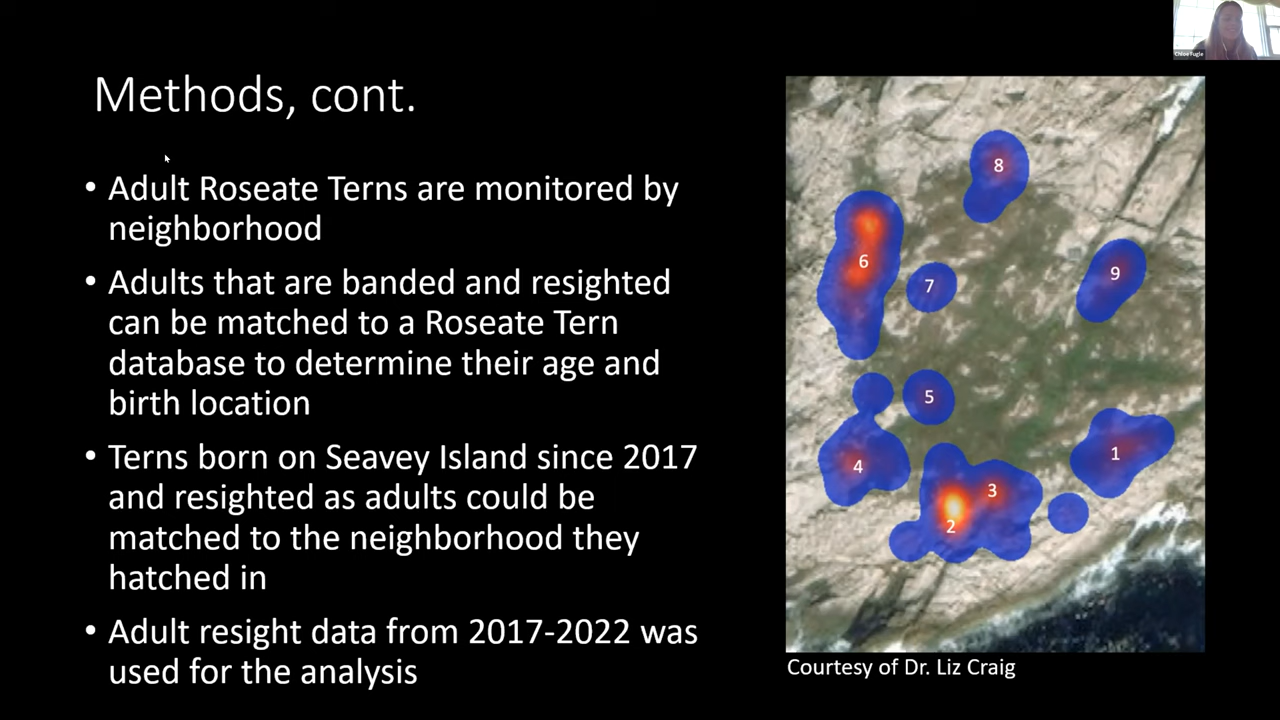 Chloe Fugle
Methods, cont.
• Adult Roseate Terns are monitored by
neighborhood
• Adults that are banded and resighted
can be matched to a Roseate Tern
database to determine their age and
birth location
• Terns born on Seavey Island since 2017
and resighted as adults could be
matched to the neighborhood they
hatched in
• Adult resight data from 2017-2022 was
used for the analysis
8
6
7
9
5
4
1
3
2
Courtesy of Dr. Liz Craig